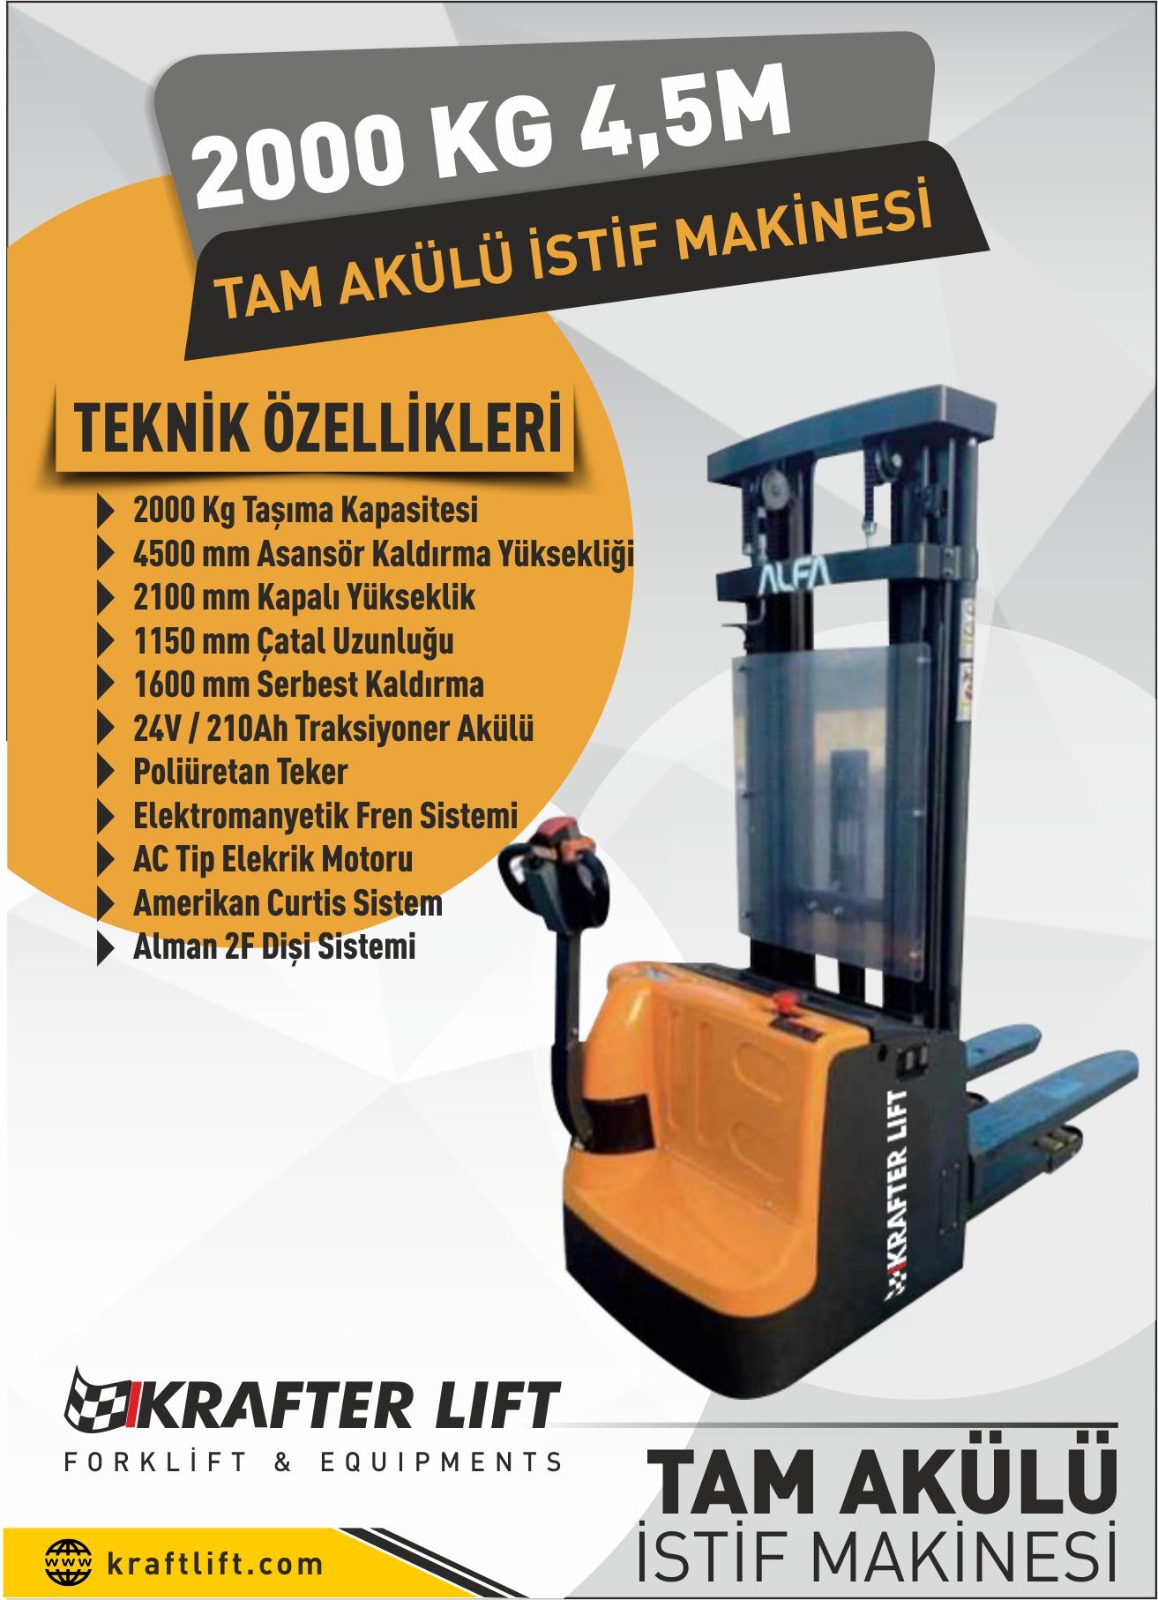 2000 KG 4,5M
TAM AKÜLÜ İSTİF MAKİNESİ
TEKNİK ÖZELLİKLERİ
2000 Kg Taşıma Kapasitesi
4500 mm Asansör Kaldırma Yüksekliği
2100 mm Kapalı Yükseklik
1150 mm Çatal Uzunluğu
1600 mm Serbest Kaldırma
24V / 210Ah Traksiyoner Akülü
Poliüretan Teker
Elektromanyetik Fren Sistemi
AC Tip Elekrik Motoru
Amerikan Curtis Sistem
Alman 2F Dişi Sistemi
ALFA
KRAFTER LIFT
KRAFTER LIFT
FORKLİFT & EQUIPMENTS
TAM AKÜLÜ
İSTİF MAKİNESİ
www kraftlift.com